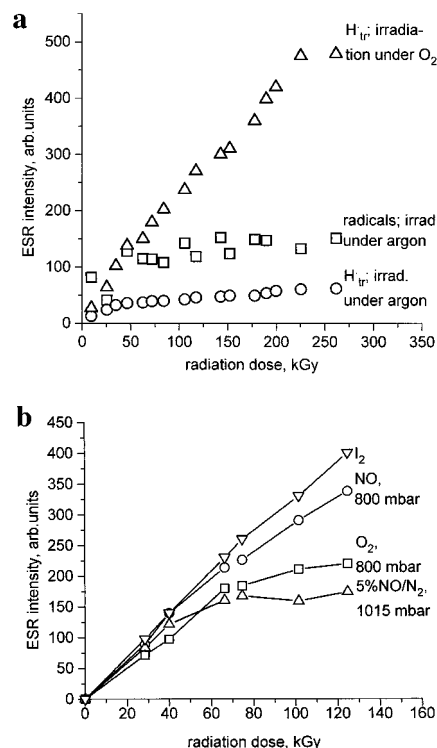 a
H˙tr; irradia-
tion under O2
radicals; irrad
under argon
H˙tr; irrad.
under argon
ESR intensity, arb.units
500
400
300
200
100
0
0 50 100 150 200 250 300 350
radiation dose, kGy
b
I2
NO,
800 mbar
O2,
800 mbar
5%NO/N2,
1015 mbar
ESR intensity, arb.units
450
400
350
300
250
200
150
100
50
0
0 20 40 60 80 100 120 140 160
radiation dose, kGy